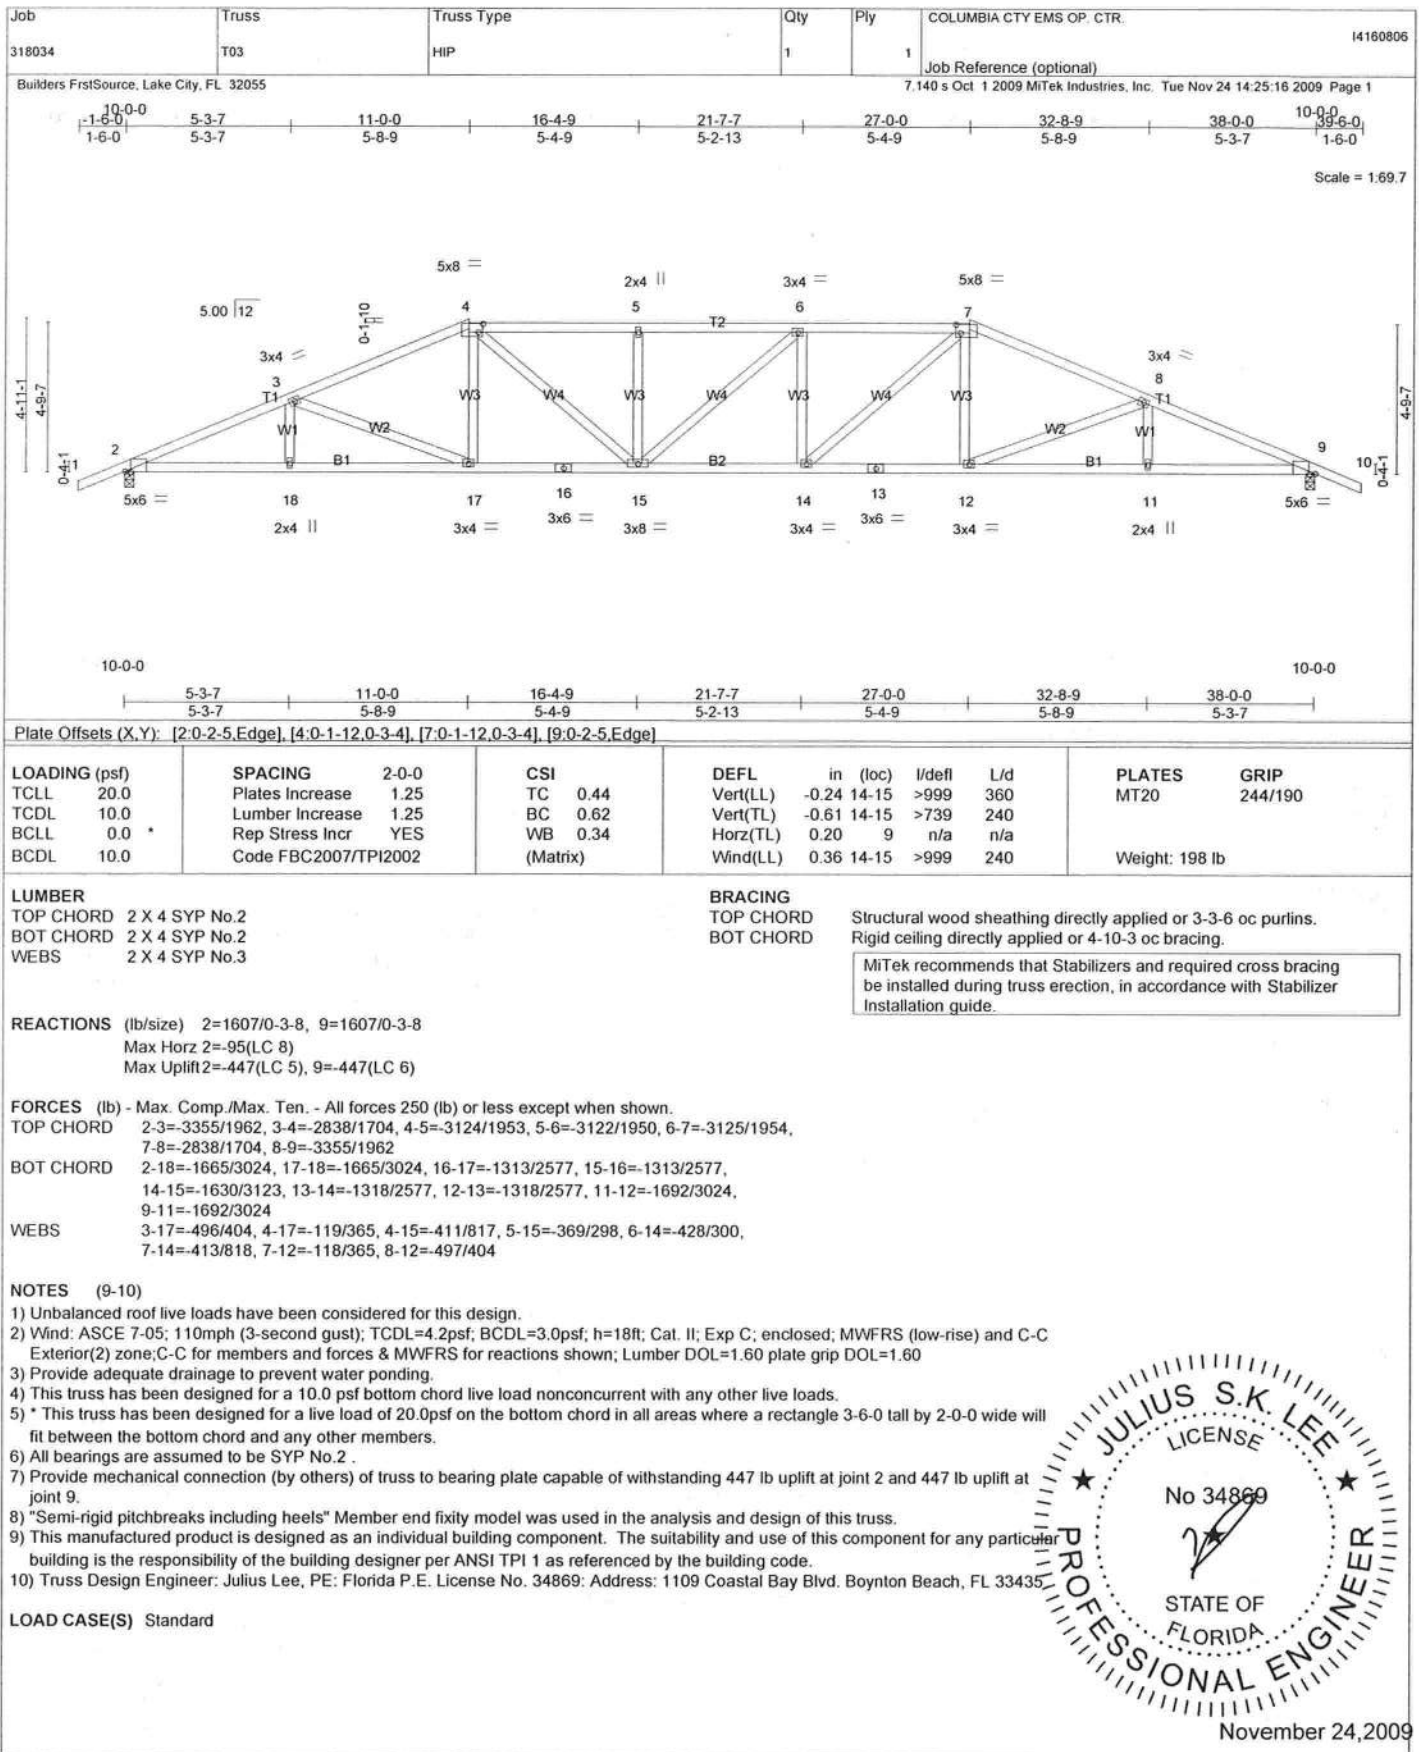 Job Truss Truss Type Qty Ply COLUMBIA CTY EMS OP. CTR.
I4160806
318034 T03 HIP 1 1
Job Reference (optional)
Builders FrstSource, Lake City, FL 32055 7.140 s Oct 1 2009 MiTek Industries, Inc. Tue Nov 24 14:25:16 2009 Page 1
10-0-0 10-0-0
-1-6-0 5-3-7 11-0-0 16-4-9 21-7-7 27-0-0 32-8-9 38-0-0 39-6-0
1-6-0 5-3-7 5-8-9 5-4-9 5-2-13 5-4-9 5-8-9 5-3-7 1-6-0
Scale = 1:69.7
5x8 = 2x4 || 3x4 = 5x8 =
5.00 12 4 5 6 7
0-1-10
T2
3x4 = 3x4 =
3 8
T1 T1
4-11-1 4-9-7 W3 W4 W3 W4 W3 W4 W3 4-9-7
W1 W2 W2 W1
2 9
B1 B2 B1
0-4-1 1 10 0-4-1
5x6 = 18 17 16 15 14 13 12 11 5x6 =
2x4 || 3x4 = 3x6 = 3x8 = 3x4 = 3x6 = 3x4 = 2x4 ||
10-0-0 10-0-0
5-3-7 11-0-0 16-4-9 21-7-7 27-0-0 32-8-9 38-0-0
5-3-7 5-8-9 5-4-9 5-2-13 5-4-9 5-8-9 5-3-7
Plate Offsets (X,Y): [2:0-2-5,Edge], [4:0-1-12,0-3-4], [7:0-1-12,0-3-4], [9:0-2-5,Edge]
LOADING (psf) SPACING 2-0-0 CSI DEFL in (loc) l/defl L/d PLATES GRIP
TCLL 20.0 Plates Increase 1.25 TC 0.44 Vert(LL) -0.24 14-15 >999 360 MT20 244/190
TCDL 10.0 Lumber Increase 1.25 BC 0.62 Vert(TL) -0.61 14-15 >739 240
BCLL 0.0 * Rep Stress Incr YES WB 0.34 Horz(TL) 0.20 9 n/a n/a
BCDL 10.0 Code FBC2007/TPI2002 (Matrix) Wind(LL) 0.36 14-15 >999 240 Weight: 198 lb
LUMBER
TOP CHORD 2 X 4 SYP No.2
BOT CHORD 2 X 4 SYP No.2
WEBS 2 X 4 SYP No.3
BRACING
TOP CHORD Structural wood sheathing directly applied or 3-3-6 oc purlins.
BOT CHORD Rigid ceiling directly applied or 4-10-3 oc bracing.
MiTek recommends that Stabilizers and required cross bracing
be installed during truss erection, in accordance with Stabilizer
Installation guide.
REACTIONS (lb/size) 2=1607/0-3-8, 9=1607/0-3-8
Max Horz 2=-95(LC 8)
Max Uplift 2=-447(LC 5), 9=-447(LC 6)
FORCES (lb) - Max. Comp./Max. Ten. - All forces 250 (lb) or less except when shown.
TOP CHORD 2-3=-3355/1962, 3-4=-2838/1704, 4-5=-3124/1953, 5-6=-3122/1950, 6-7=-3125/1954,
7-8=-2838/1704, 8-9=-3355/1962
BOT CHORD 2-18=-1665/3024, 17-18=-1665/3024, 16-17=-1313/2577, 15-16=-1313/2577,
14-15=-1630/3123, 13-14=-1318/2577, 12-13=-1318/2577, 11-12=-1692/3024,
9-11=-1692/3024
WEBS 3-17=-496/404, 4-17=-119/365, 4-15=-411/817, 5-15=-369/298, 6-14=-428/300,
7-14=-413/818, 7-12=-118/365, 8-12=-497/404
NOTES (9-10)
1) Unbalanced roof live loads have been considered for this design.
2) Wind: ASCE 7-05; 110mph (3-second gust); TCDL=4.2psf; BCDL=3.0psf; h=18ft; Cat. II; Exp C; enclosed; MWFRS (low-rise) and C-C
Exterior(2) zone;C-C for members and forces & MWFRS for reactions shown; Lumber DOL=1.60 plate grip DOL=1.60
3) Provide adequate drainage to prevent water ponding.
4) This truss has been designed for a 10.0 psf bottom chord live load nonconcurrent with any other live loads.
5) * This truss has been designed for a live load of 20.0psf on the bottom chord in all areas where a rectangle 3-6-0 tall by 2-0-0 wide will
fit between the bottom chord and any other members.
6) All bearings are assumed to be SYP No.2 .
7) Provide mechanical connection (by others) of truss to bearing plate capable of withstanding 447 lb uplift at joint 2 and 447 lb uplift at
joint 9.
8) "Semi-rigid pitchbreaks including heels" Member end fixity model was used in the analysis and design of this truss.
9) This manufactured product is designed as an individual building component. The suitability and use of this component for any particular
building is the responsibility of the building designer per ANSI TPI 1 as referenced by the building code.
10) Truss Design Engineer: Julius Lee, PE: Florida P.E. License No. 34869: Address: 1109 Coastal Bay Blvd. Boynton Beach, FL 33435
LOAD CASE(S) Standard
JULIUS S.K. LEE
LICENSE
No 34869
STATE OF
FLORIDA
PROFESSIONAL ENGINEER
November 24,2009